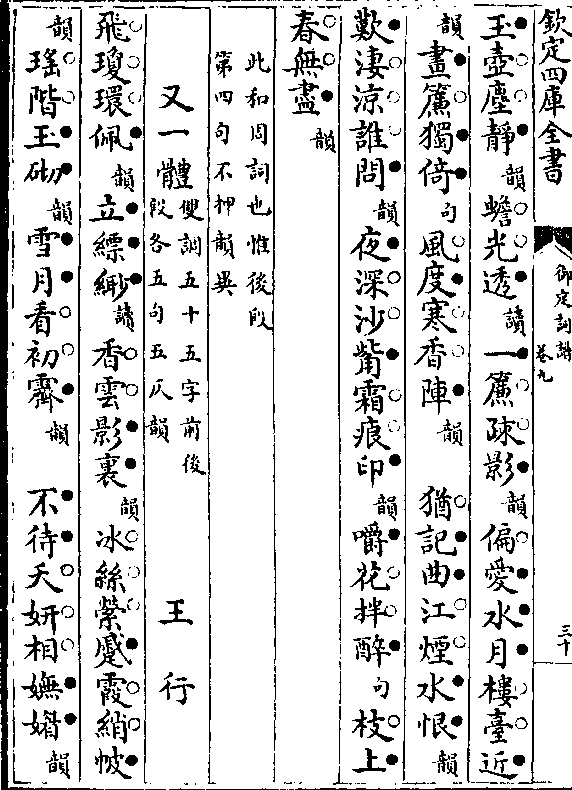 欽定四庫全書
御定詞譜
卷九
三十
玉壺塵靜韻蟾光透讀一簾疎影韻偏愛水月樓臺近
韻晝簾獨倚句風度寒香陣韻　猶記曲江煙水恨韻
歎淒涼誰問韻夜深沙觜霜痕印韻嚼花拌醉句枝上
春無盡韻
此和周詞也惟後段
第四句不押韻異
又一體雙調五十五字前後
段各五句五仄韻　王行
飛瓊環佩韻立縹緲讀香雲影裏韻冰絲縈蹙霞綃帔
韻瑤階玉砌韻雪月看初霽韻　不待夭妍相嫵媚韻